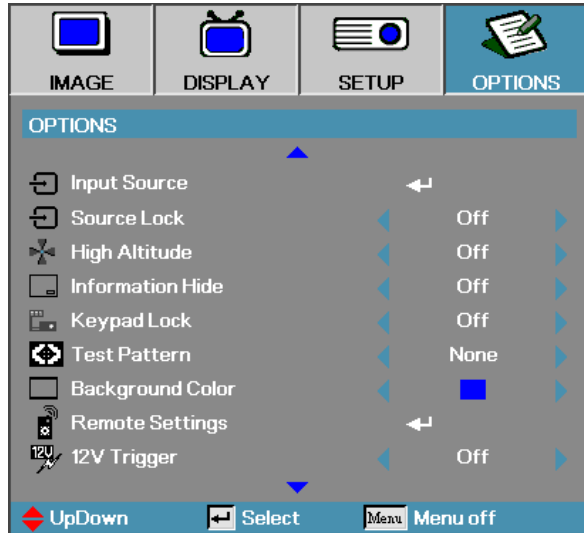 IMAGE DISPLAY SETUP OPTIONS
OPTIONS
Input Source
Source Lock Off
High Altitude Off
Information Hide Off
Keypad Lock Off
Test Pattern None
Background Color
Remote Settings
12V 12V Trigger Off
UpDown Select Menu Menu off